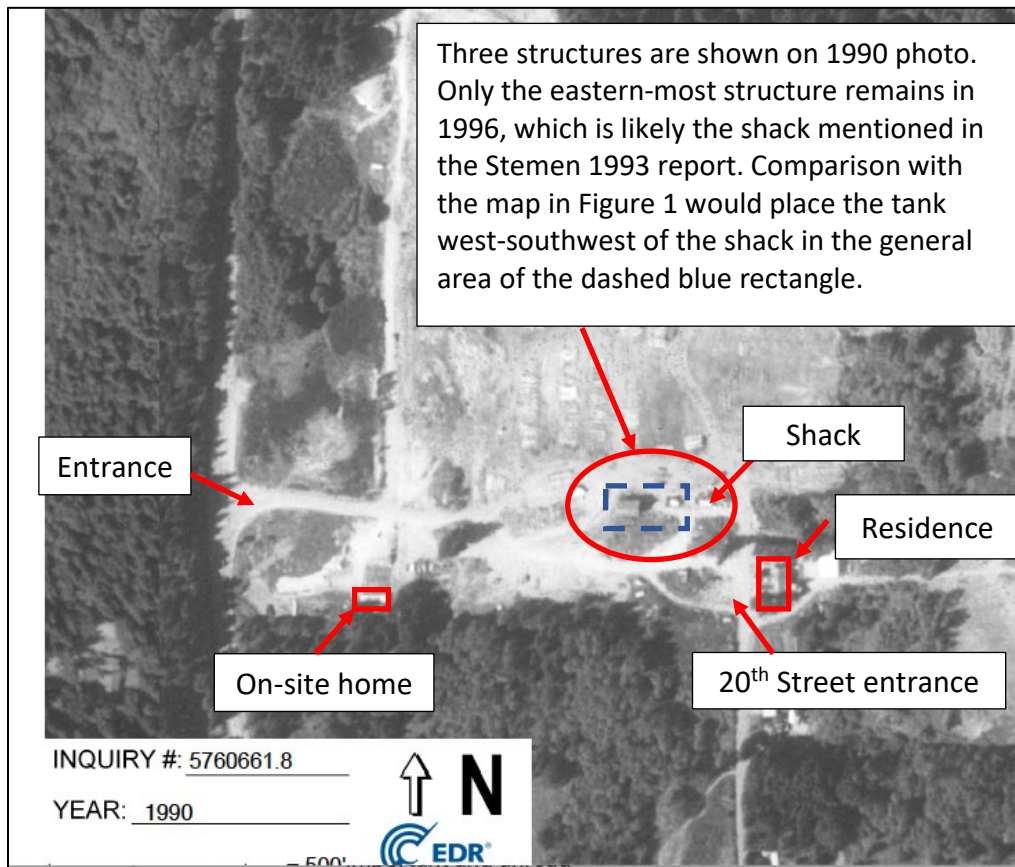 Three structures are shown on 1990 photo.
Only the eastern-most structure remains in
1996, which is likely the shack mentioned in
the Stemen 1993 report. Comparison with
the map in Figure 1 would place the tank
west-southwest of the shack in the general
area of the dashed blue rectangle.
Shack
Entrance
Residence
On-site home
20th Street entrance
INQUIRY #: 5760661.8
YEAR: 1990
N
EDR®
= 500'